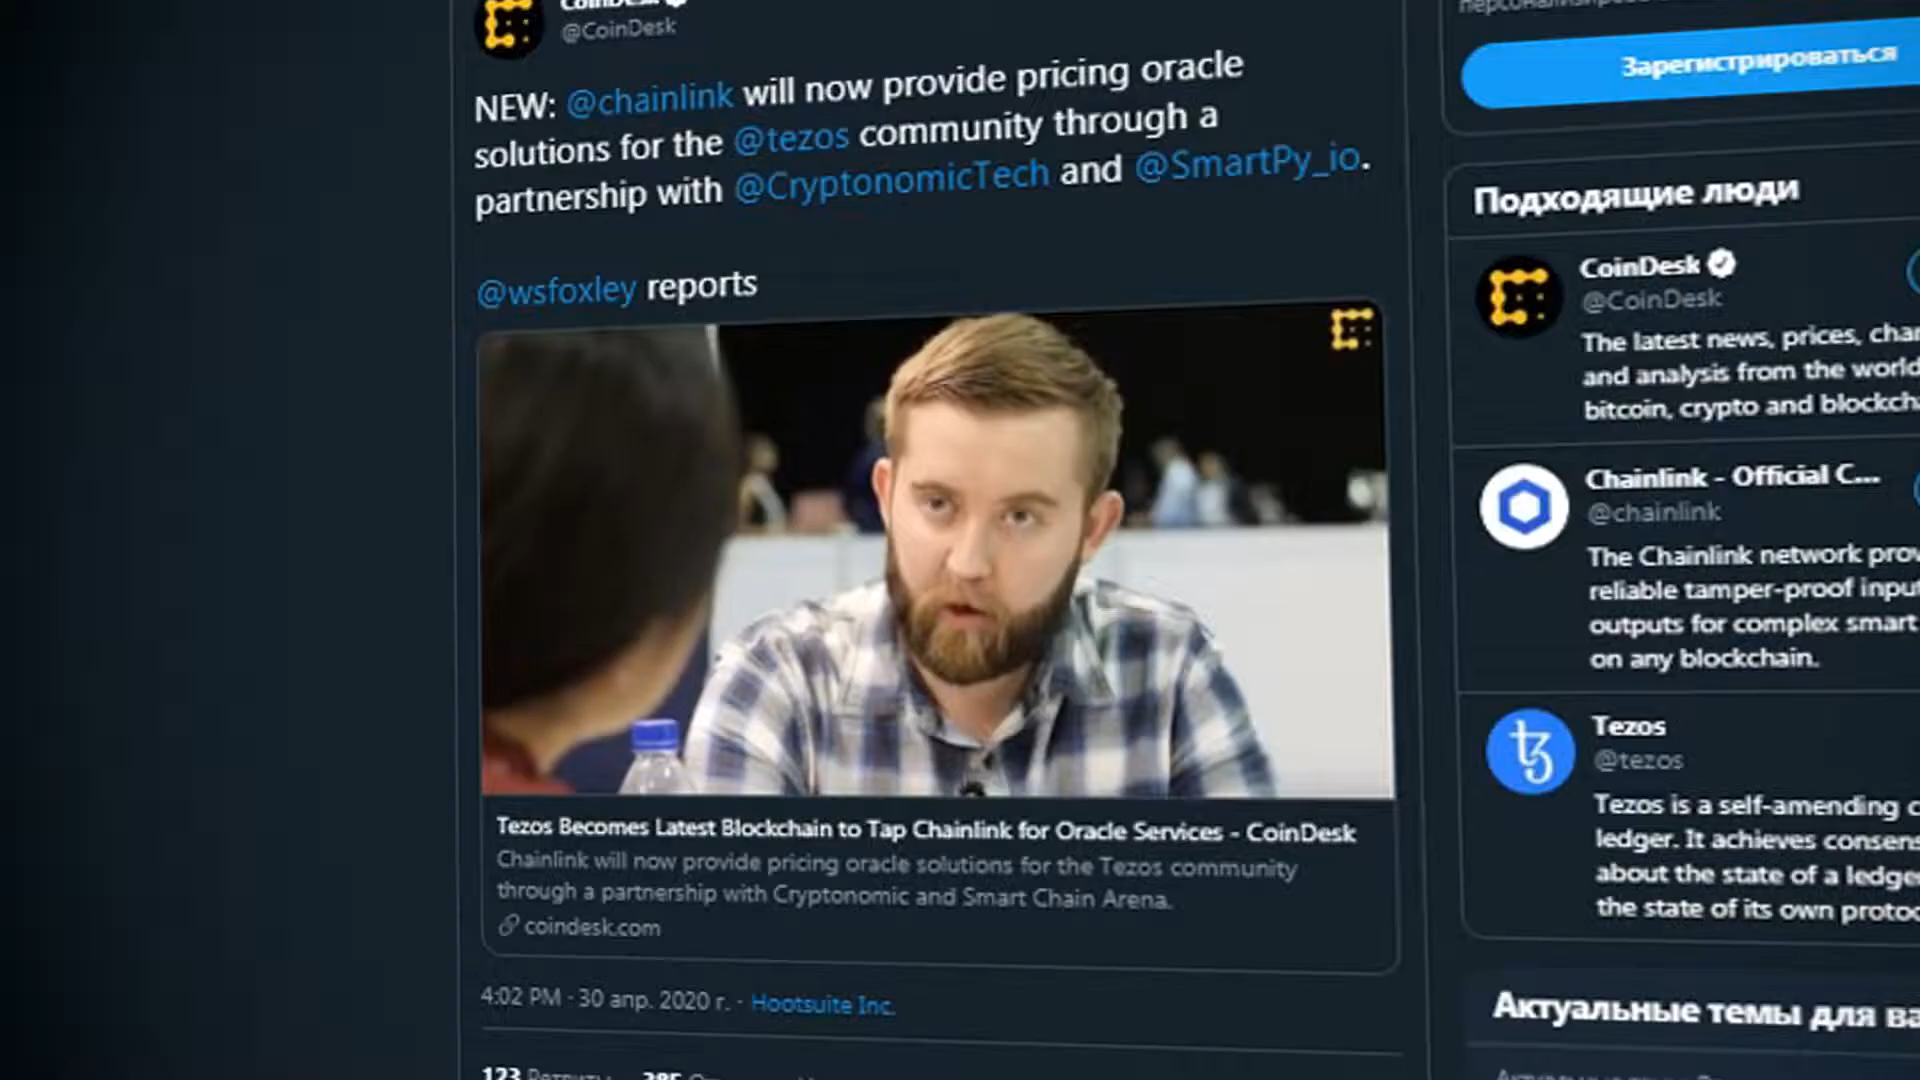 CoinDesk
@CoinDesk
NEW: @chainlink will now provide pricing oracle
solutions for the @tezos community through a
partnership with @CryptonomicTech and @SmartPy_io.
@wsfoxley reports
Tezos Becomes Latest Blockchain to Tap Chainlink for Oracle Services - CoinDesk
Chainlink will now provide pricing oracle solutions for the Tezos community
through a partnership with Cryptonomic and Smart Chain Arena.
coindesk.com
4:02 PM · 30 апр. 2020 г. · Hootsuite Inc.
123 Ретвиты
Зарегистрироваться
Подходящие люди
CoinDesk
@CoinDesk
The latest news, prices,
and analysis from the world
bitcoin, crypto and
Chainlink - Official C...
@chainlink
The Chainlink network
reliable tamper-proof
outputs for complex smart
on any blockchain.
Tezos
@tezos
Tezos is a self-amending
ledger. It achieves
about the state of a
the state of its own
Актуальные темы для